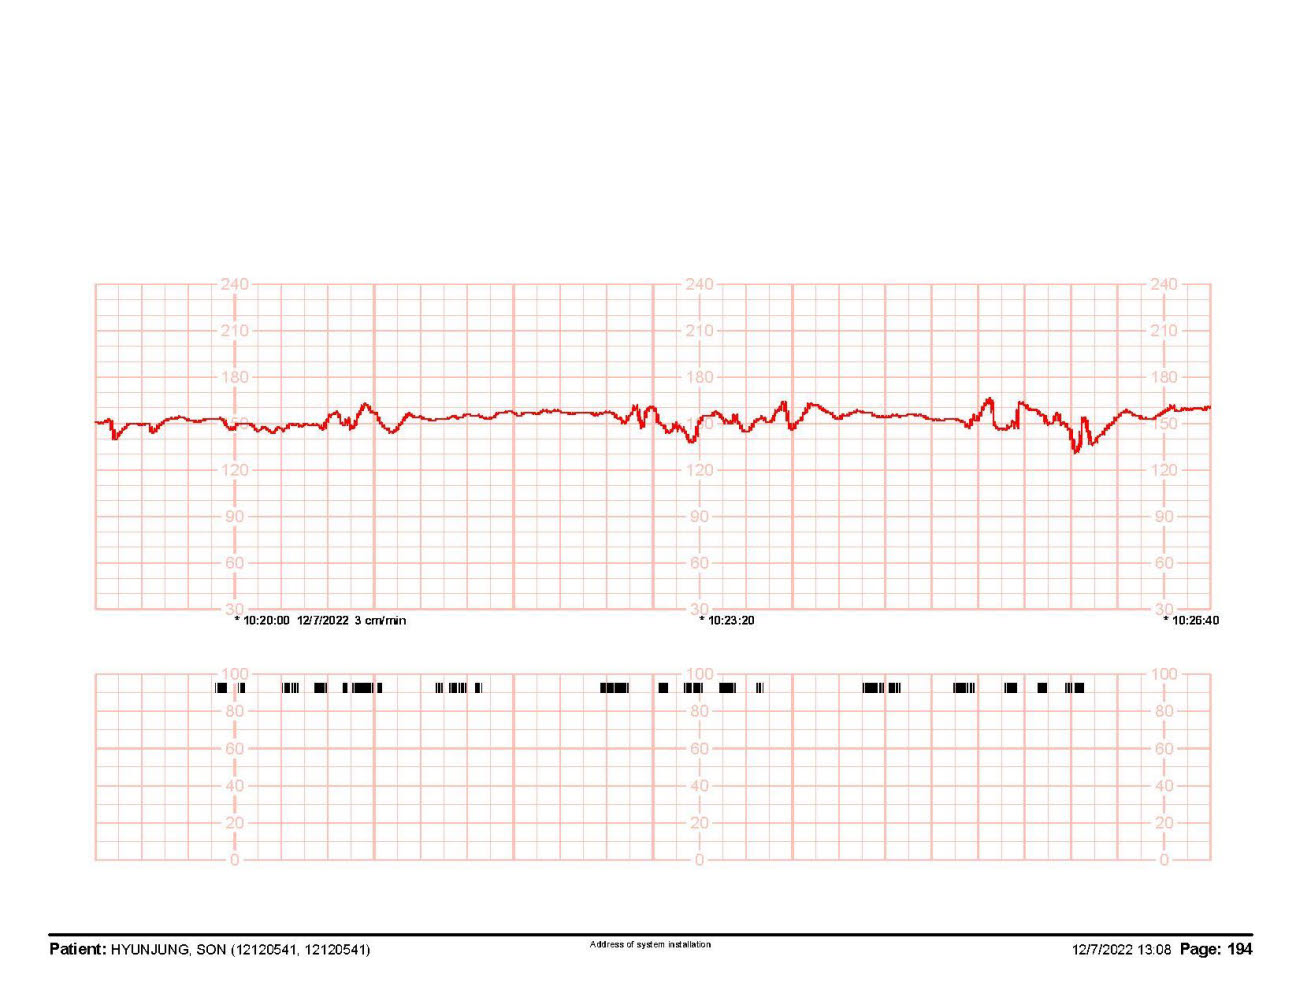 240 240 240
210 210 210
180 180 180
150 150 150
120 120 120
90 90 90
60 60 60
30 30 30
* 10:20:00 12/7/2022 3 cm/min * 10:23:20 * 10:26:40
100 100 100
80 80 80
60 60 60
40 40 40
20 20 20
0 0 0
Patient: HYUNJUNG, SON (12120541, 12120541) Address of system installation 12/7/2022 13:08 Page: 194